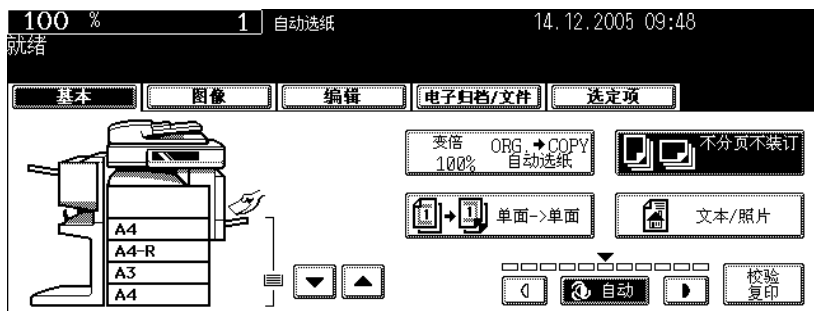 100 % 1 自动选纸 14.12.2005 09:48
就绪
基本 图像 编辑 电子归档/文件 选定项
变倍 ORG.→COPY
100% 自动选纸
不分页不装订
1→1 单面->单面
文本/照片
A4
A4-R
A3
A4
自动
校验
复印